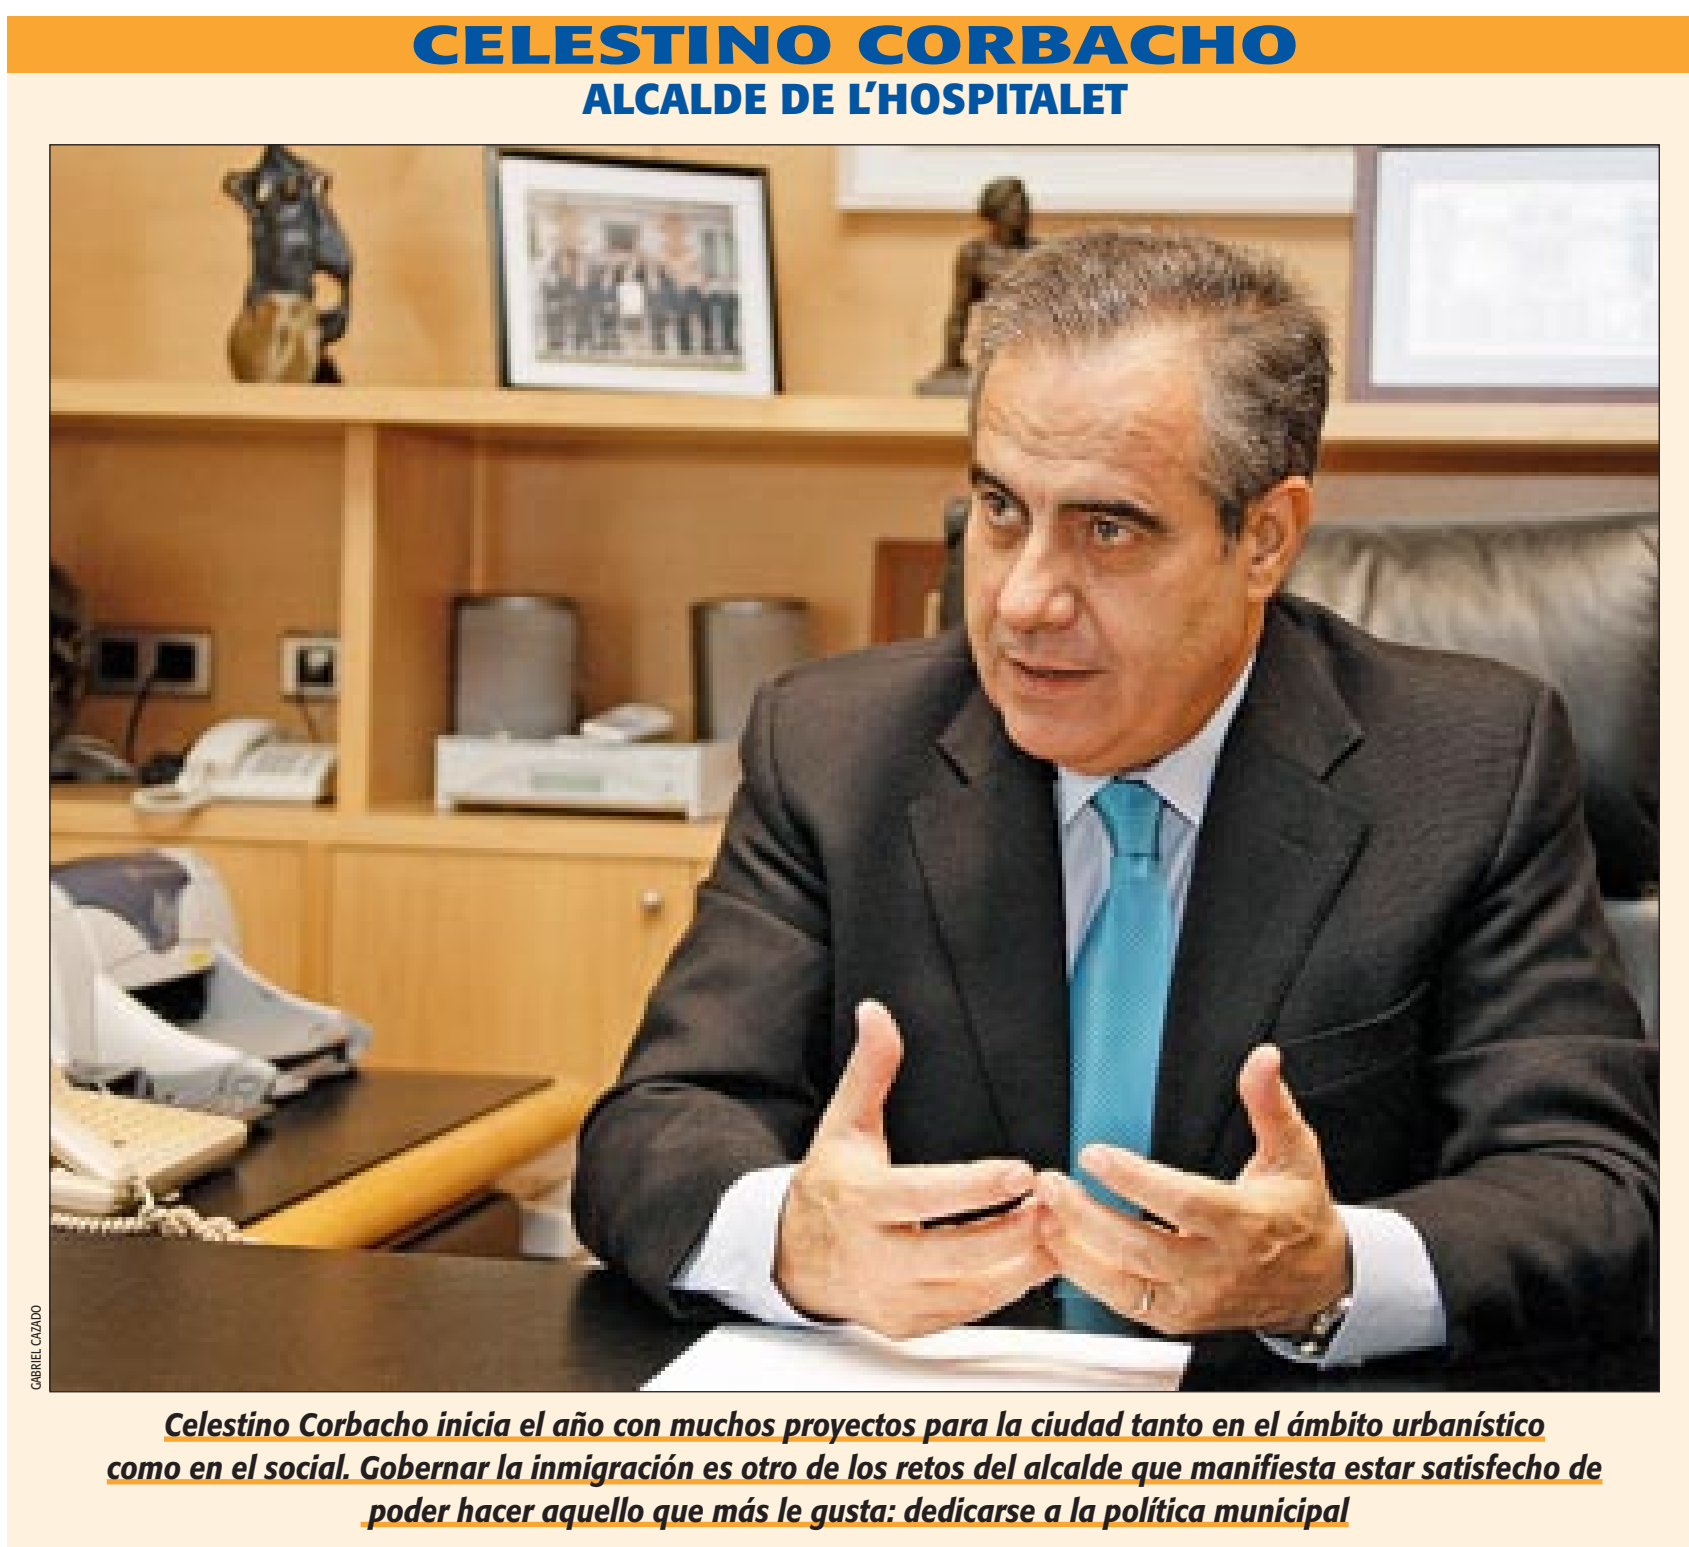 CELESTINO CORBACHO
ALCALDE DE L'HOSPITALET
GABRIEL CAZADO
Celestino Corbacho inicia el año con muchos proyectos para la ciudad tanto en el ámbito urbanístico
como en el social. Gobernar la inmigración es otro de los retos del alcalde que manifiesta estar satisfecho de
poder hacer aquello que más le gusta: dedicarse a la política municipal